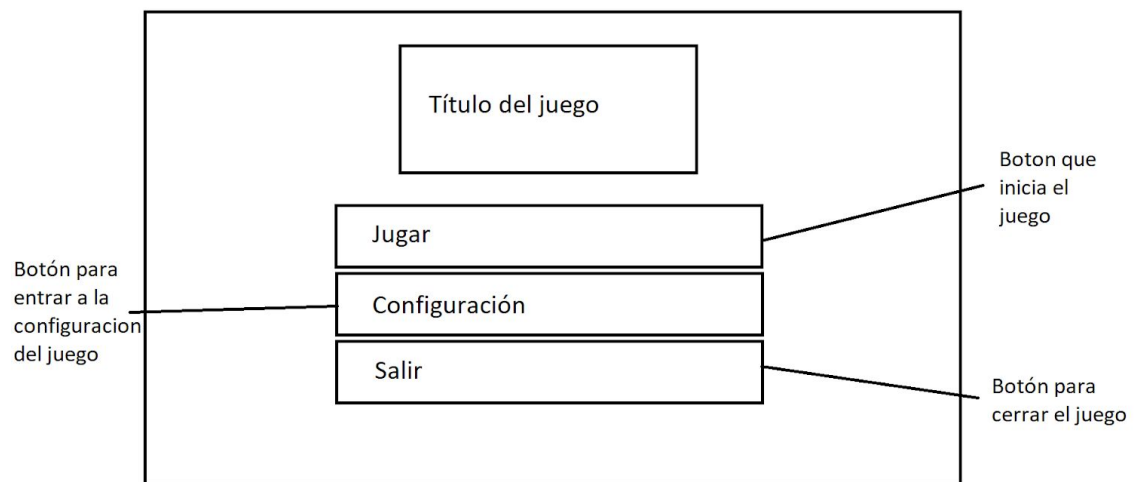 Título del juego
Boton que
inicia el
juego
Jugar
Botón para
entrar a la
configuracion
del juego
Configuración
Salir
Botón para
cerrar el juego